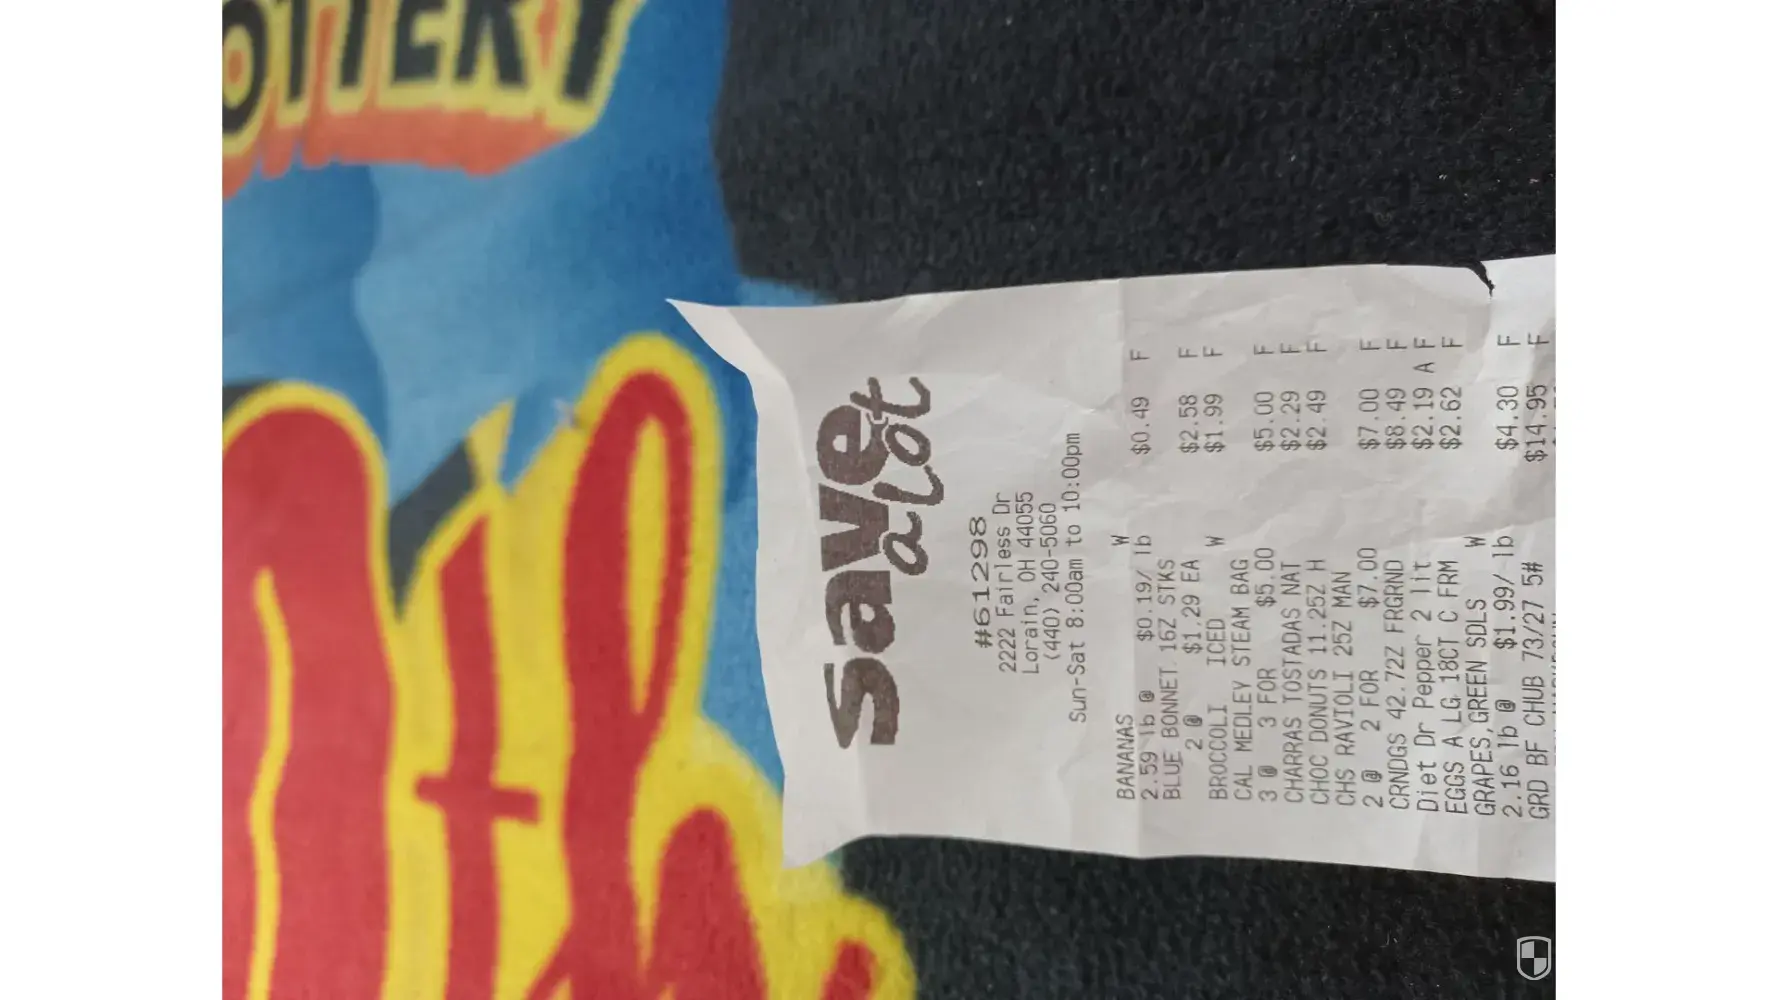 OTTERY
Save
a lot
#61298
2222 Fairless Dr
Lorain, OH 44055
(440) 240-5060
Sun-Sat 8:00am to 10:00pm
BANANAS W
2.59 lb @ $0.19/ lb $0.49 F
BLUE BONNET 16Z STKS
2 @ $1.29 EA $2.58 F
BROCCOLI ICED W $1.99 F
CAL MEDLEY STEAM BAG
3 @ 3 FOR $5.00 $5.00 F
CHARRAS TOSTADAS NAT $2.29 F
CHOC DONUTS 11.25Z H $2.49 F
CHS RAVIOLI 25Z MAN
2 @ 2 FOR $7.00 $7.00 F
CRNDGS 42.72Z FRGRND $8.49 F
Diet Dr Pepper 2 lit $2.19 A F
EGGS A LG 18CT C FRM $2.62 F
GRAPES,GREEN SDLS W
2.16 lb @ $1.99/ lb $4.30 F
GRD BF CHUB 73/27 5# $14.95 F